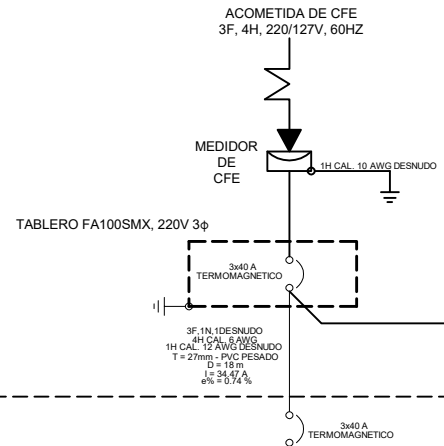 ACOMETIDA DE CFE
3F, 4H, 220/127V, 60HZ
MEDIDOR
DE
CFE
1H CAL. 10 AWG DESNUDO
TABLERO FA100SMX, 220V 3ϕ
3x40 A
TERMOMAGNETICO
3F,1N,1DESNUDO
4H CAL. 6 AWG
1H CAL. 12 AWG DESNUDO
T = 27mm - PVC PESADO
D = 18 m
I = 34.47 A
e% = 0.74 %
3x40 A
TERMOMAGNETICO